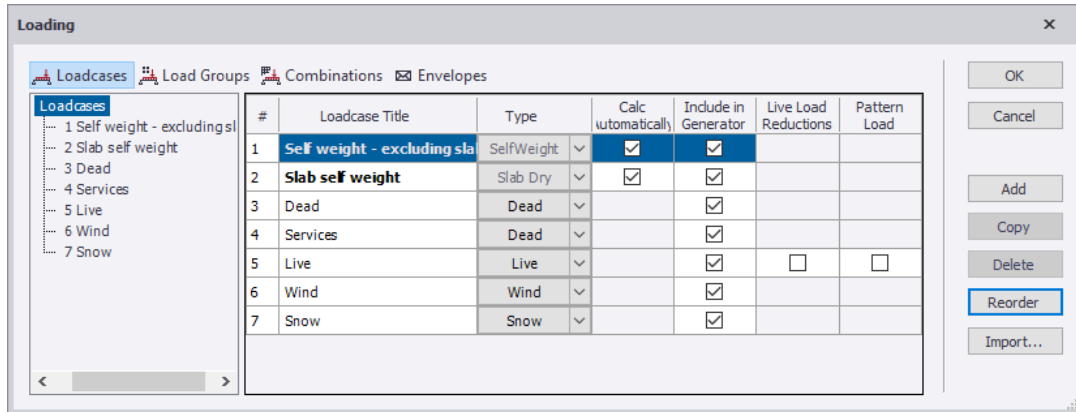 Loading
Loadcases Load Groups Combinations Envelopes
OK
Cancel
Add
Copy
Delete
Reorder
Import...
Loadcases
1 Self weight - excluding sl
2 Slab self weight
3 Dead
4 Services
5 Live
6 Wind
7 Snow
# Loadcase Title Type Calc Automatically Include in Generator Live Load Reductions Pattern Load
1 Self weight - excluding sla SelfWeight
2 Slab self weight Slab Dry
3 Dead Dead
4 Services Dead
5 Live Live
6 Wind Wind
7 Snow Snow